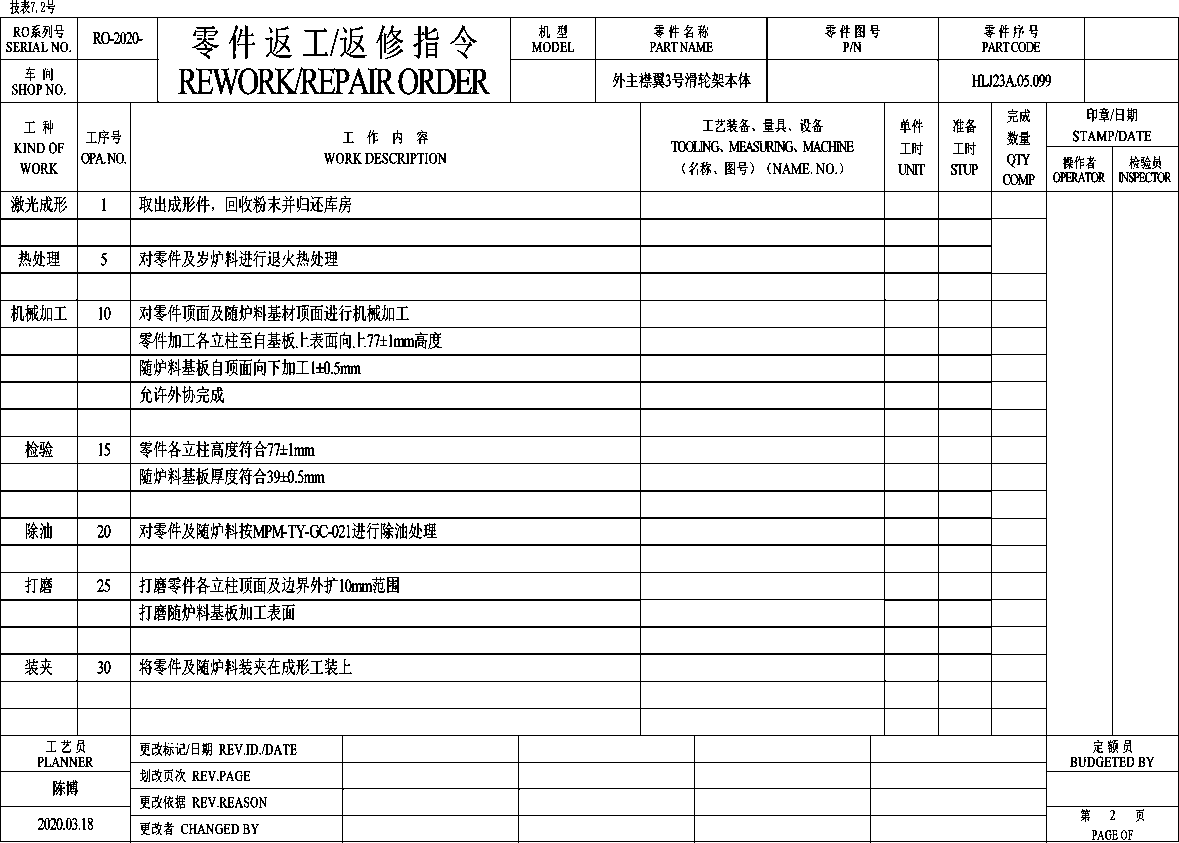 技表7.2号
RO系列号 RO-2020- 零件返工/返修指令 机 型 零件名称 零件图号 零件序号
SERIAL NO. REWORK/REPAIR ORDER MODEL PART NAME P/N PART CODE
车 间 外主襟翼3号滑轮架本体 HLJ23A.05.099
SHOP NO.
工 种 工序号 工 作 内 容 工艺装备、量具、设备 单件 准备 完成 印章/日期
KIND OF WORK OPA.NO. WORK DESCRIPTION TOOLING、MEASURING、MACHINE 工时 工时 数量 STAMP/DATE
(名称、图号)(NAME. NO.) UNIT STUP QTY COMP 操作者 检验员
OPERATOR INSPECTOR
激光成形 1 取出成形件，回收粉末并归还库房
热处理 5 对零件及岁炉料进行退火热处理
机械加工 10 对零件顶面及随炉料基材顶面进行机械加工
零件加工各立柱至自基板上表面向上77±1mm高度
随炉料基板自顶面向下加工1±0.5mm
允许外协完成
检验 15 零件各立柱高度符合77±1mm
随炉料基板厚度符合39±0.5mm
除油 20 对零件及随炉料按MPM-TY-GC-021进行除油处理
打磨 25 打磨零件各立柱顶面及边界外扩10mm范围
打磨随炉料基板加工表面
装夹 30 将零件及随炉料装夹在成形工装上
工艺员 更改标记/日期 REV.ID./DATE 定额员
PLANNER 划改页次 REV.PAGE BUDGETED BY
陈博 更改依据 REV.REASON
2020.03.18 更改者 CHANGED BY 第 2 页
PAGE OF